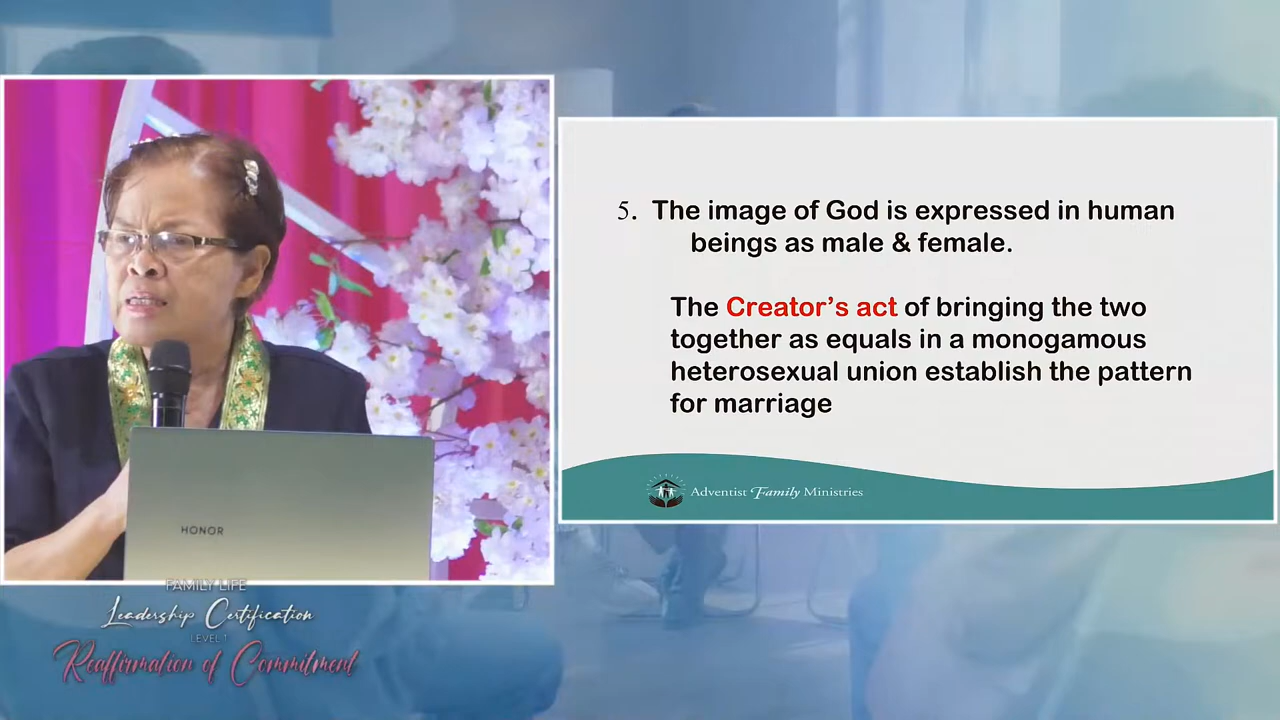 5. The image of God is expressed in human
beings as male & female.
The Creator’s act of bringing the two
together as equals in a monogamous
heterosexual union establish the pattern
for marriage
Adventist Family Ministries
HONOR
FAMILY LIFE
Leadership Certification
LEVEL 1
Reaffirmation of Commitment